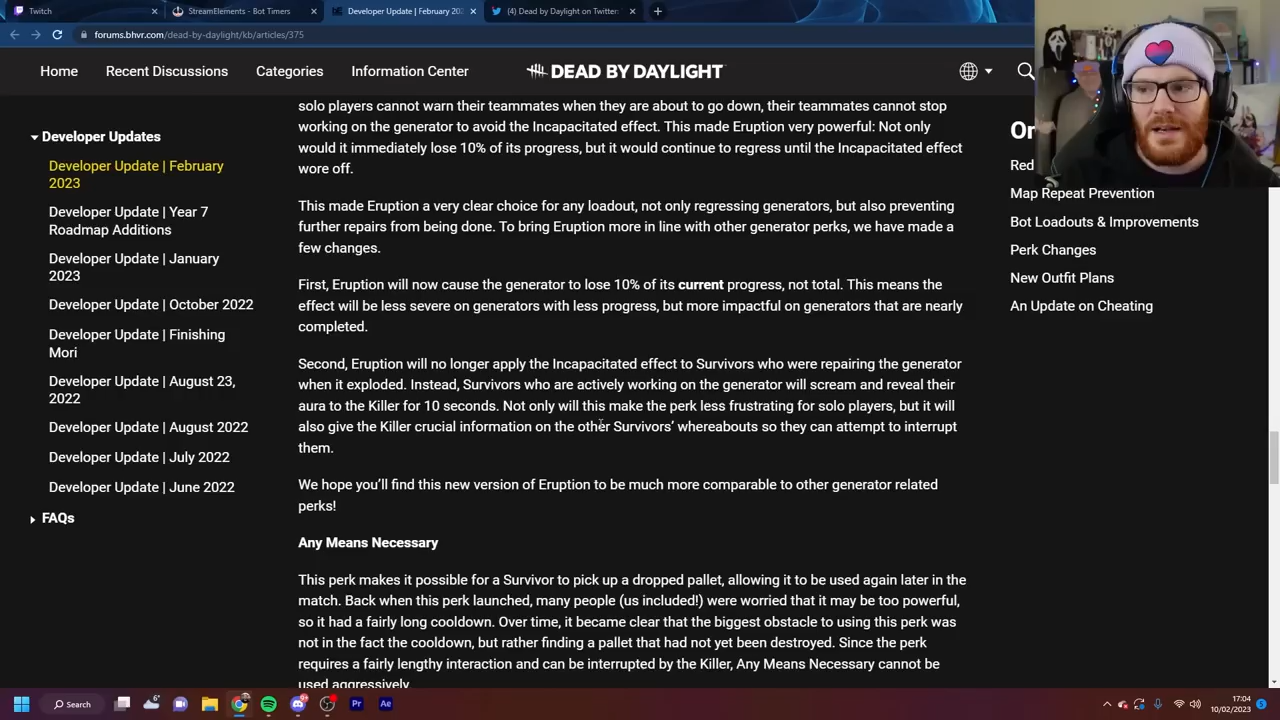 Twitch
StreamElements - Bot Timers
Developer Update | February 202
(4) Dead by Daylight on Twitter
forums.bhvr.com/dead-by-daylight/kb/articles/375
Home
Recent Discussions
Categories
Information Center
DEAD BY DAYLIGHT
Developer Updates
Developer Update | February
2023
Developer Update | Year 7
Roadmap Additions
Developer Update | January
2023
Developer Update | October 2022
Developer Update | Finishing
Mori
Developer Update | August 23,
2022
Developer Update | August 2022
Developer Update | July 2022
Developer Update | June 2022
FAQs
solo players cannot warn their teammates when they are about to go down, their teammates cannot stop
working on the generator to avoid the Incapacitated effect. This made Eruption very powerful: Not only
would it immediately lose 10% of its progress, but it would continue to regress until the Incapacitated effect
wore off.
This made Eruption a very clear choice for any loadout, not only regressing generators, but also preventing
further repairs from being done. To bring Eruption more in line with other generator perks, we have made a
few changes.
First, Eruption will now cause the generator to lose 10% of its current progress, not total. This means the
effect will be less severe on generators with less progress, but more impactful on generators that are nearly
completed.
Second, Eruption will no longer apply the Incapacitated effect to Survivors who were repairing the generator
when it exploded. Instead, Survivors who are actively working on the generator will scream and reveal their
aura to the Killer for 10 seconds. Not only will this make the perk less frustrating for solo players, but it will
also give the Killer crucial information on the other Survivors' whereabouts so they can attempt to interrupt
them.
We hope you'll find this new version of Eruption to be much more comparable to other generator related
perks!
Any Means Necessary
This perk makes it possible for a Survivor to pick up a dropped pallet, allowing it to be used again later in the
match. Back when this perk launched, many people (us included!) were worried that it may be too powerful,
so it had a fairly long cooldown. Over time, it became clear that the biggest obstacle to using this perk was
not in the fact the cooldown, but rather finding a pallet that had not yet been destroyed. Since the perk
requires a fairly lengthy interaction and can be interrupted by the Killer, Any Means Necessary cannot be
used aggressively.
Or
Red
Map Repeat Prevention
Bot Loadouts & Improvements
Perk Changes
New Outfit Plans
An Update on Cheating
Search
6°
Pr
Ae
17:04
10/02/2023